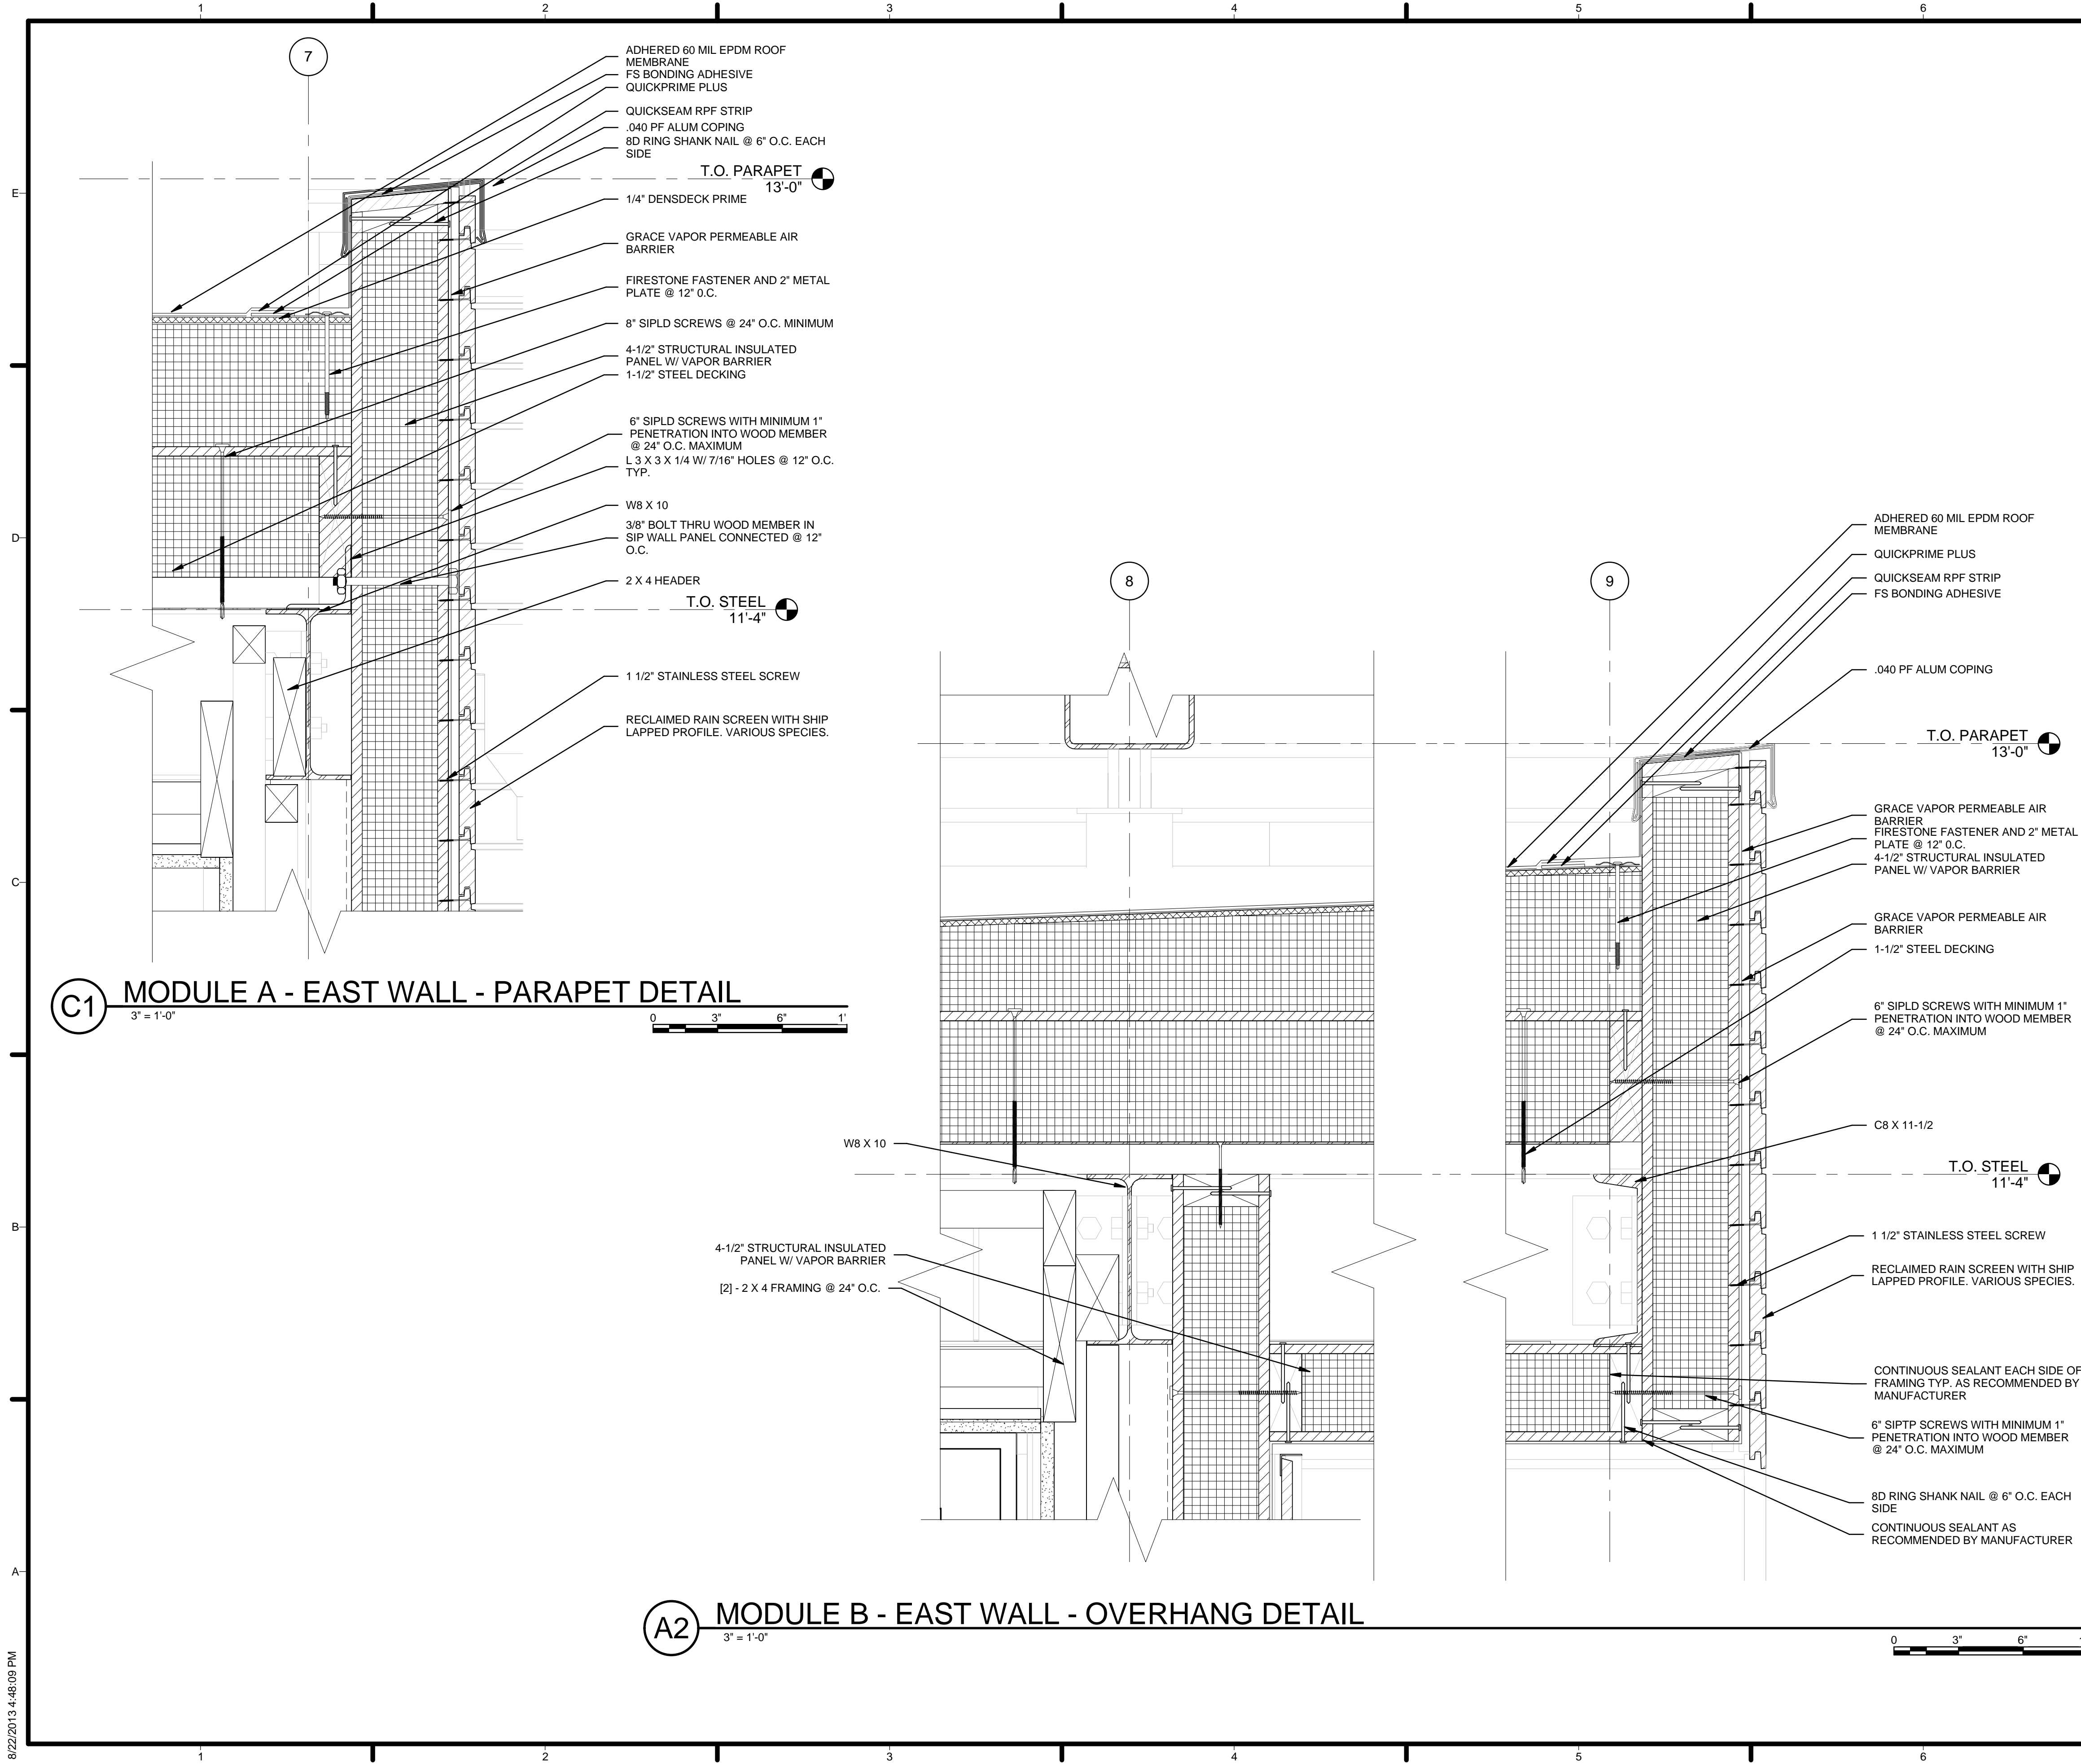 1
2
3
4
5
6
E
D
C
B
A
7
ADHERED 60 MIL EPDM ROOF
MEMBRANE
FS BONDING ADHESIVE
QUICKPRIME PLUS
QUICKSEAM RPF STRIP
.040 PF ALUM COPING
8D RING SHANK NAIL @ 6" O.C. EACH
SIDE
T.O. PARAPET
13'-0"
1/4" DENSDECK PRIME
GRACE VAPOR PERMEABLE AIR
BARRIER
FIRESTONE FASTENER AND 2" METAL
PLATE @ 12" 0.C.
8" SIPLD SCREWS @ 24" O.C. MINIMUM
4-1/2" STRUCTURAL INSULATED
PANEL W/ VAPOR BARRIER
1-1/2" STEEL DECKING
6" SIPLD SCREWS WITH MINIMUM 1"
PENETRATION INTO WOOD MEMBER
@ 24" O.C. MAXIMUM
L 3 X 3 X 1/4 W/ 7/16" HOLES @ 12" O.C.
TYP.
W8 X 10
3/8" BOLT THRU WOOD MEMBER IN
SIP WALL PANEL CONNECTED @ 12"
O.C.
2 X 4 HEADER
T.O. STEEL
11'-4"
1 1/2" STAINLESS STEEL SCREW
RECLAIMED RAIN SCREEN WITH SHIP
LAPPED PROFILE. VARIOUS SPECIES.
C1
MODULE A - EAST WALL - PARAPET DETAIL
3" = 1'-0"
0 3" 6" 1'
8
9
ADHERED 60 MIL EPDM ROOF
MEMBRANE
QUICKPRIME PLUS
QUICKSEAM RPF STRIP
FS BONDING ADHESIVE
.040 PF ALUM COPING
T.O. PARAPET
13'-0"
GRACE VAPOR PERMEABLE AIR
BARRIER
FIRESTONE FASTENER AND 2" METAL
PLATE @ 12" 0.C.
4-1/2" STRUCTURAL INSULATED
PANEL W/ VAPOR BARRIER
GRACE VAPOR PERMEABLE AIR
BARRIER
1-1/2" STEEL DECKING
6" SIPLD SCREWS WITH MINIMUM 1"
PENETRATION INTO WOOD MEMBER
@ 24" O.C. MAXIMUM
C8 X 11-1/2
T.O. STEEL
11'-4"
1 1/2" STAINLESS STEEL SCREW
RECLAIMED RAIN SCREEN WITH SHIP
LAPPED PROFILE. VARIOUS SPECIES.
CONTINUOUS SEALANT EACH SIDE OF
FRAMING TYP. AS RECOMMENDED BY
MANUFACTURER
6" SIPTP SCREWS WITH MINIMUM 1"
PENETRATION INTO WOOD MEMBER
@ 24" O.C. MAXIMUM
8D RING SHANK NAIL @ 6" O.C. EACH
SIDE
CONTINUOUS SEALANT AS
RECOMMENDED BY MANUFACTURER
W8 X 10
4-1/2" STRUCTURAL INSULATED
PANEL W/ VAPOR BARRIER
[2] - 2 X 4 FRAMING @ 24" O.C.
A2
MODULE B - EAST WALL - OVERHANG DETAIL
3" = 1'-0"
0 3" 6"
8/22/2013 4:48:09 PM
1
2
3
4
5
6